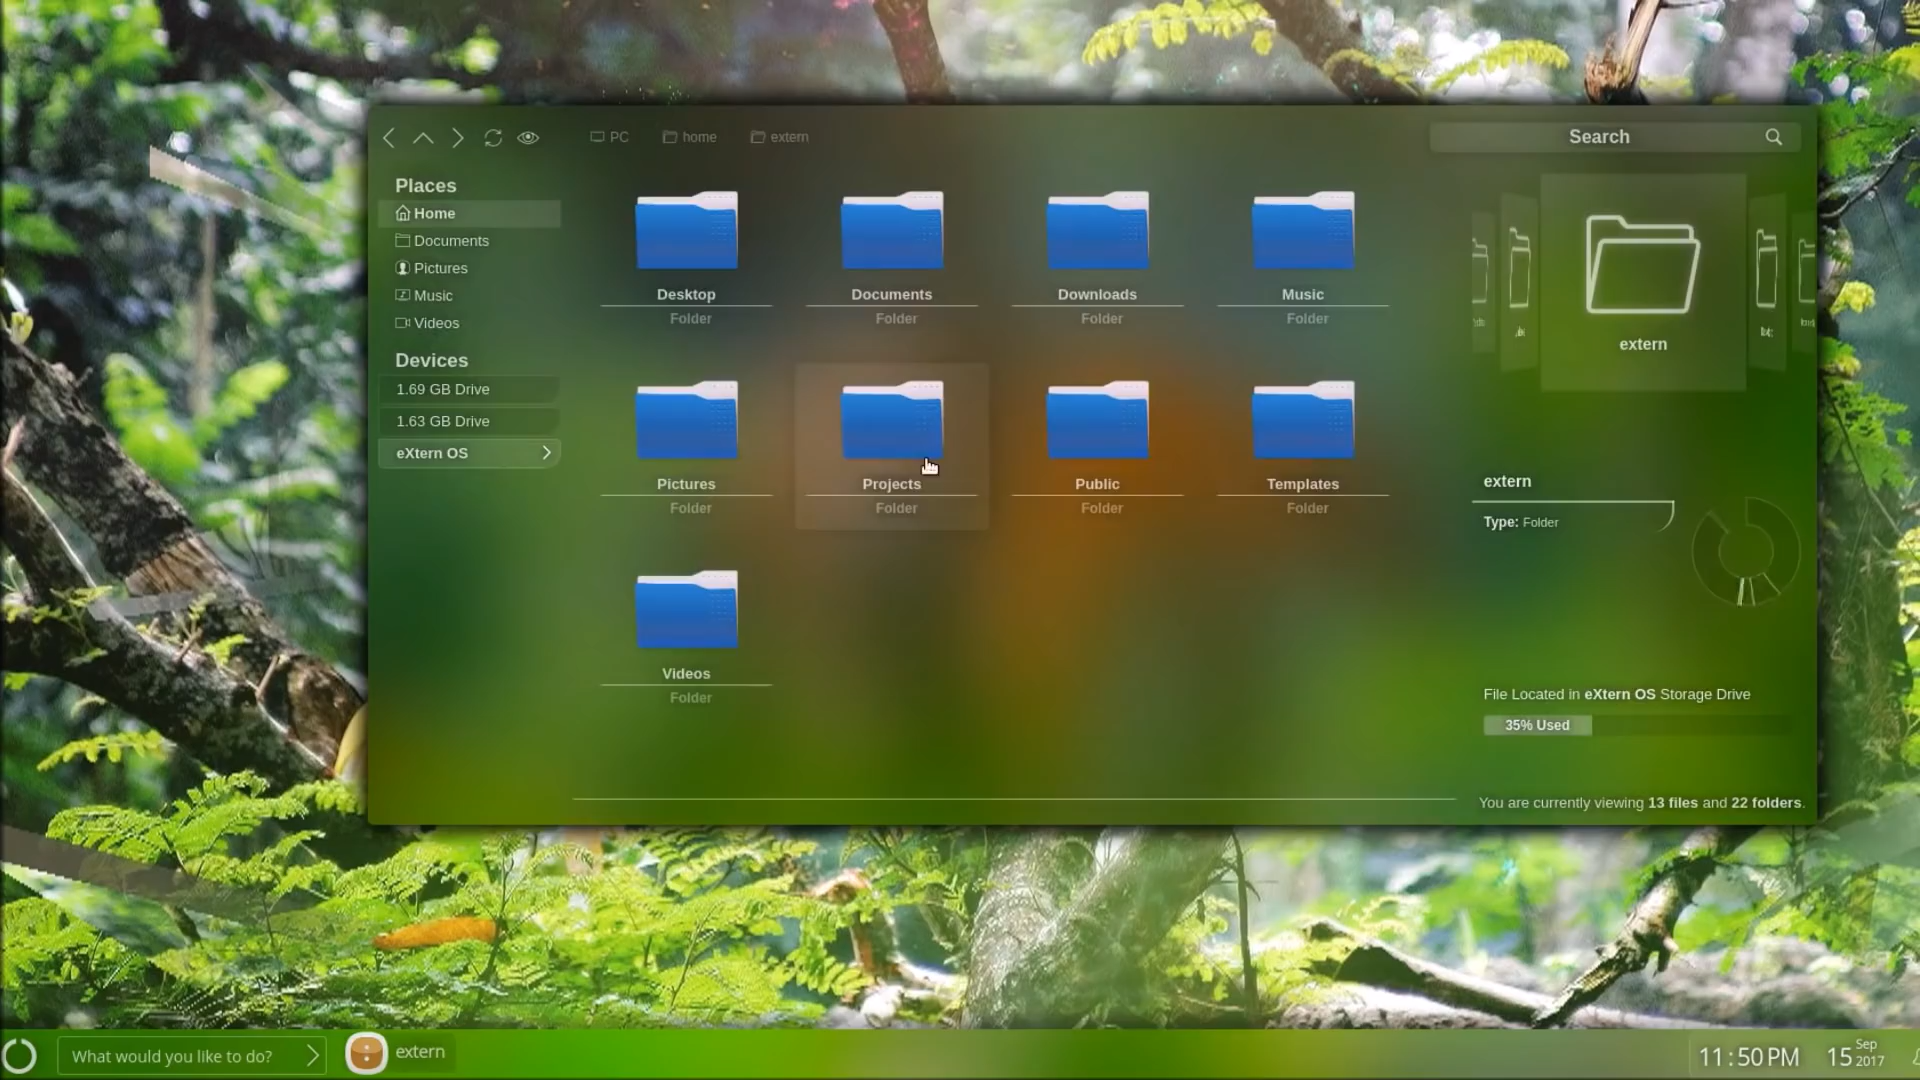 PC
home
extern
Search
Places
Home
Documents
Pictures
Music
Videos
Devices
1.69 GB Drive
1.63 GB Drive
eXtern OS
Desktop
Folder
Documents
Folder
Downloads
Folder
Music
Folder
Pictures
Folder
Projects
Folder
Public
Folder
Templates
Folder
Videos
Folder
extern
extern
Type: Folder
File Located in eXtern OS Storage Drive
35% Used
You are currently viewing 13 files and 22 folders.
What would you like to do?
extern
11:50 PM
15 Sep 2017